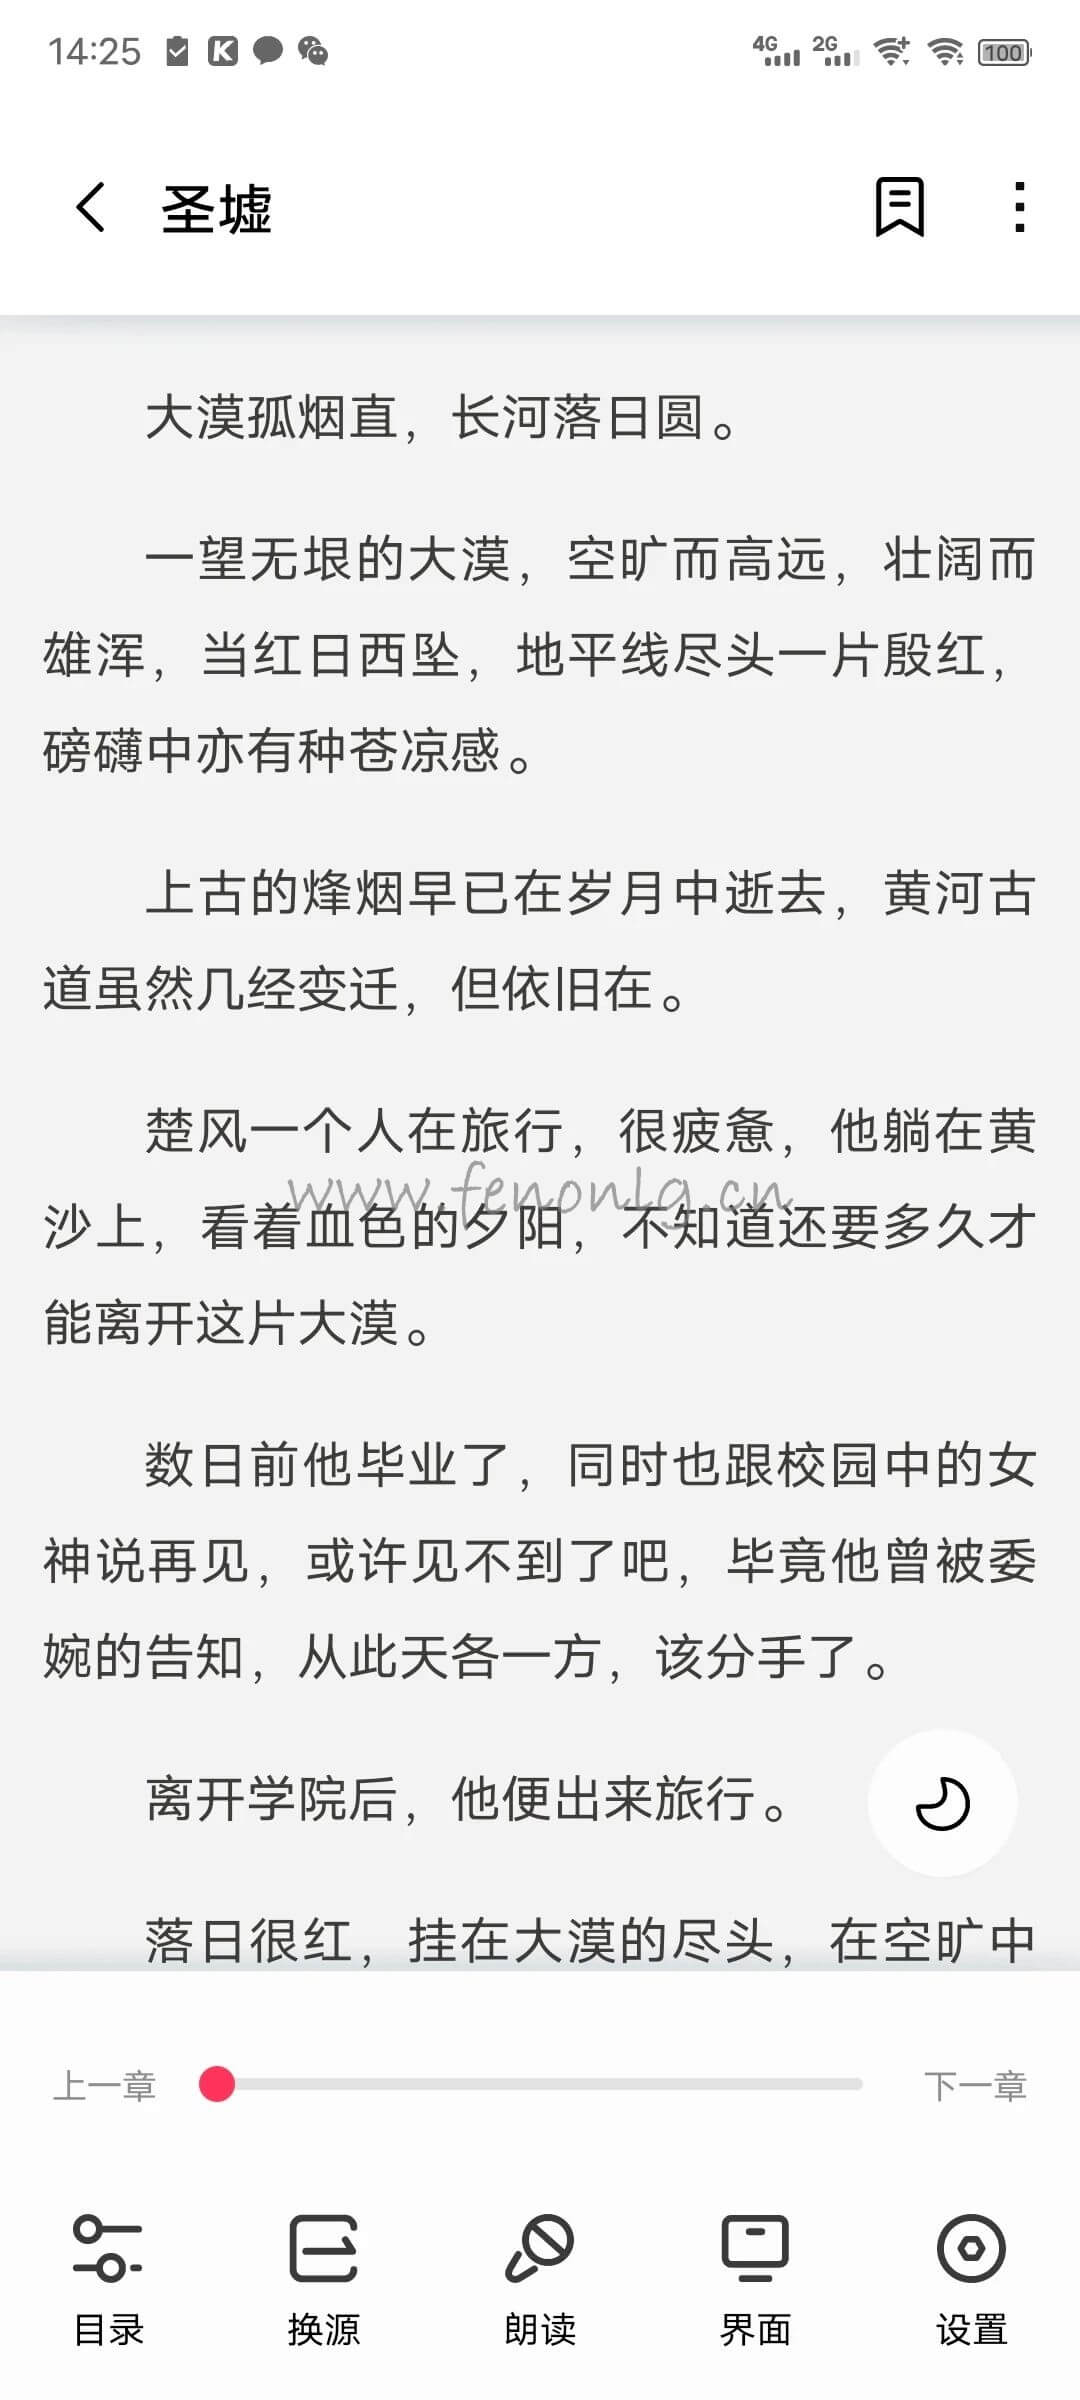 14:25
4G 2G 100
圣墟
大漠孤烟直，长河落日圆。
一望无垠的大漠，空旷而高远，壮阔而
雄浑，当红日西坠，地平线尽头一片殷红，
磅礴中亦有种苍凉感。
上古的烽烟早已在岁月中逝去，黄河古
道虽然几经变迁，但依旧在。
楚风一个人在旅行，很疲惫，他躺在黄
www.fenonlg.cn
沙上，看着血色的夕阳，不知道还要多久才
能离开这片大漠。
数日前他毕业了，同时也跟校园中的女
神说再见，或许见不到了吧，毕竟他曾被委
婉的告知，从此天各一方，该分手了。
离开学院后，他便出来旅行。
落日很红，挂在大漠的尽头，在空旷中
上一章 下一章
目录 换源 朗读 界面 设置